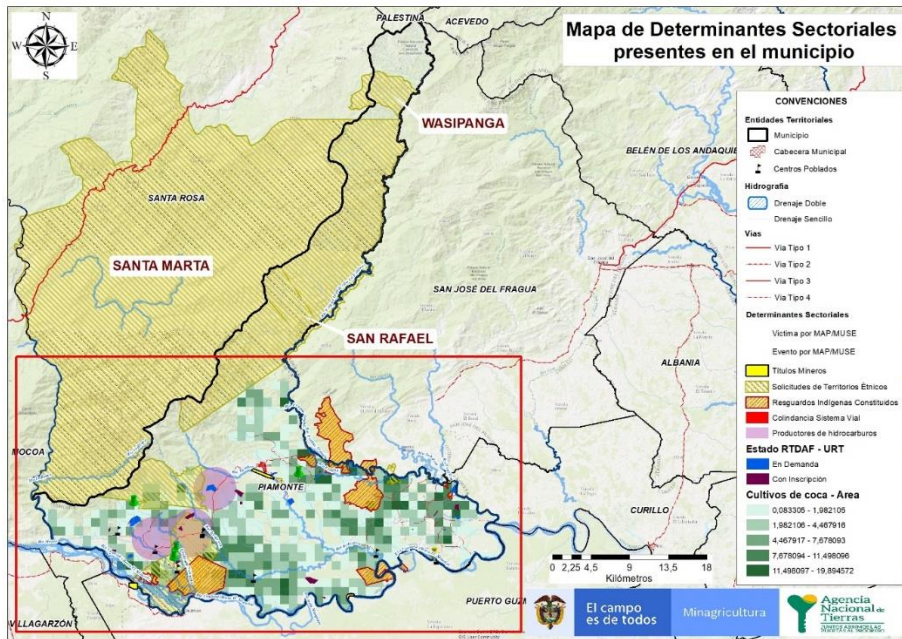 Mapa de Determinantes Sectoriales
presentes en el municipio
N
W
E
S
PALESTINA
ACEVEDO
WASIPANGA
BELÉN DE LOS ANDAQUIE
SANTA ROSA
SANTA MARTA
SAN JOSÉ DEL FRAGUA
SAN RAFAEL
ALBANIA
MOCOA
PIAMONTE
CURILLO
VILLAGARZÓN
PUERTO GUZM
CONVENCIONES
Entidades Territoriales
Municipio
Cabecera Municipal
Centros Poblados
Hidrografía
Drenaje Doble
Drenaje Sencillo
Vias
Via Tipo 1
Via Tipo 2
Via Tipo 3
Via Tipo 4
Determinantes Sectoriales
Víctima por MAP/MUSE
Evento por MAP/MUSE
Títulos Mineros
Solicitudes de Territorios Étnicos
Resguardos Indígenas Constituidos
Colindancia Sistema Vial
Productores de hidrocarburos
Estado RTDAF - URT
En Demanda
Con Inscripción
Cultivos de coca - Area
0,083305 - 1,982106
1,982106 - 4,467916
4,467917 - 7,678093
7,678094 - 11,498096
11,498097 - 19,894572
0 2,25 4,5 9 13,5 18
Kilómetros
El campo
es de todos
Minagricultura
Agencia
Nacional de
Tierras